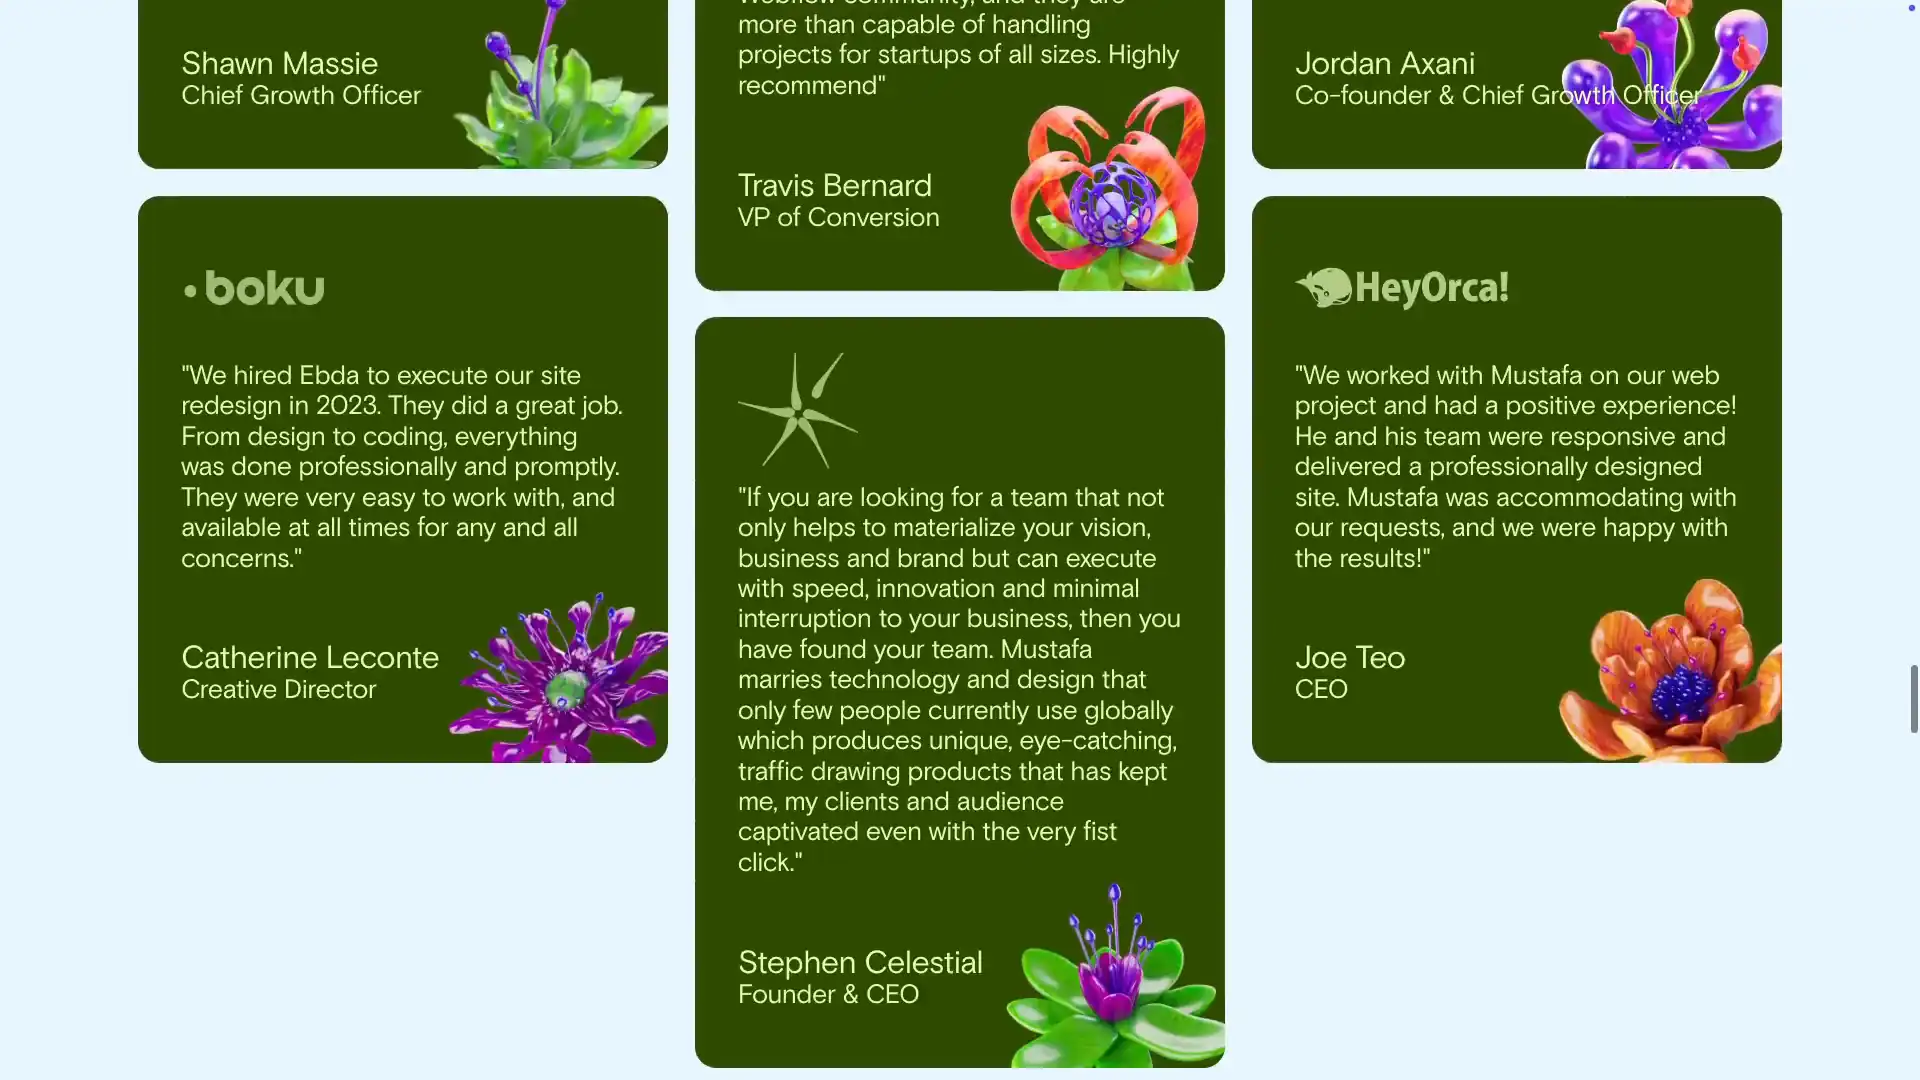 Shawn Massie
Chief Growth Officer
boku
"We hired Ebda to execute our site
redesign in 2023. They did a great job.
From design to coding, everything
was done professionally and promptly.
They were very easy to work with, and
available at all times for any and all
concerns."
Catherine Leconte
Creative Director
Webflow community, and they are
more than capable of handling
projects for startups of all sizes. Highly
recommend"
Travis Bernard
VP of Conversion
"If you are looking for a team that not
only helps to materialize your vision,
business and brand but can execute
with speed, innovation and minimal
interruption to your business, then you
have found your team. Mustafa
marries technology and design that
only few people currently use globally
which produces unique, eye-catching,
traffic drawing products that has kept
me, my clients and audience
captivated even with the very fist
click."
Stephen Celestial
Founder & CEO
Jordan Axani
Co-founder & Chief Growth Officer
HeyOrca!
"We worked with Mustafa on our web
project and had a positive experience!
He and his team were responsive and
delivered a professionally designed
site. Mustafa was accommodating with
our requests, and we were happy with
the results!"
Joe Teo
CEO